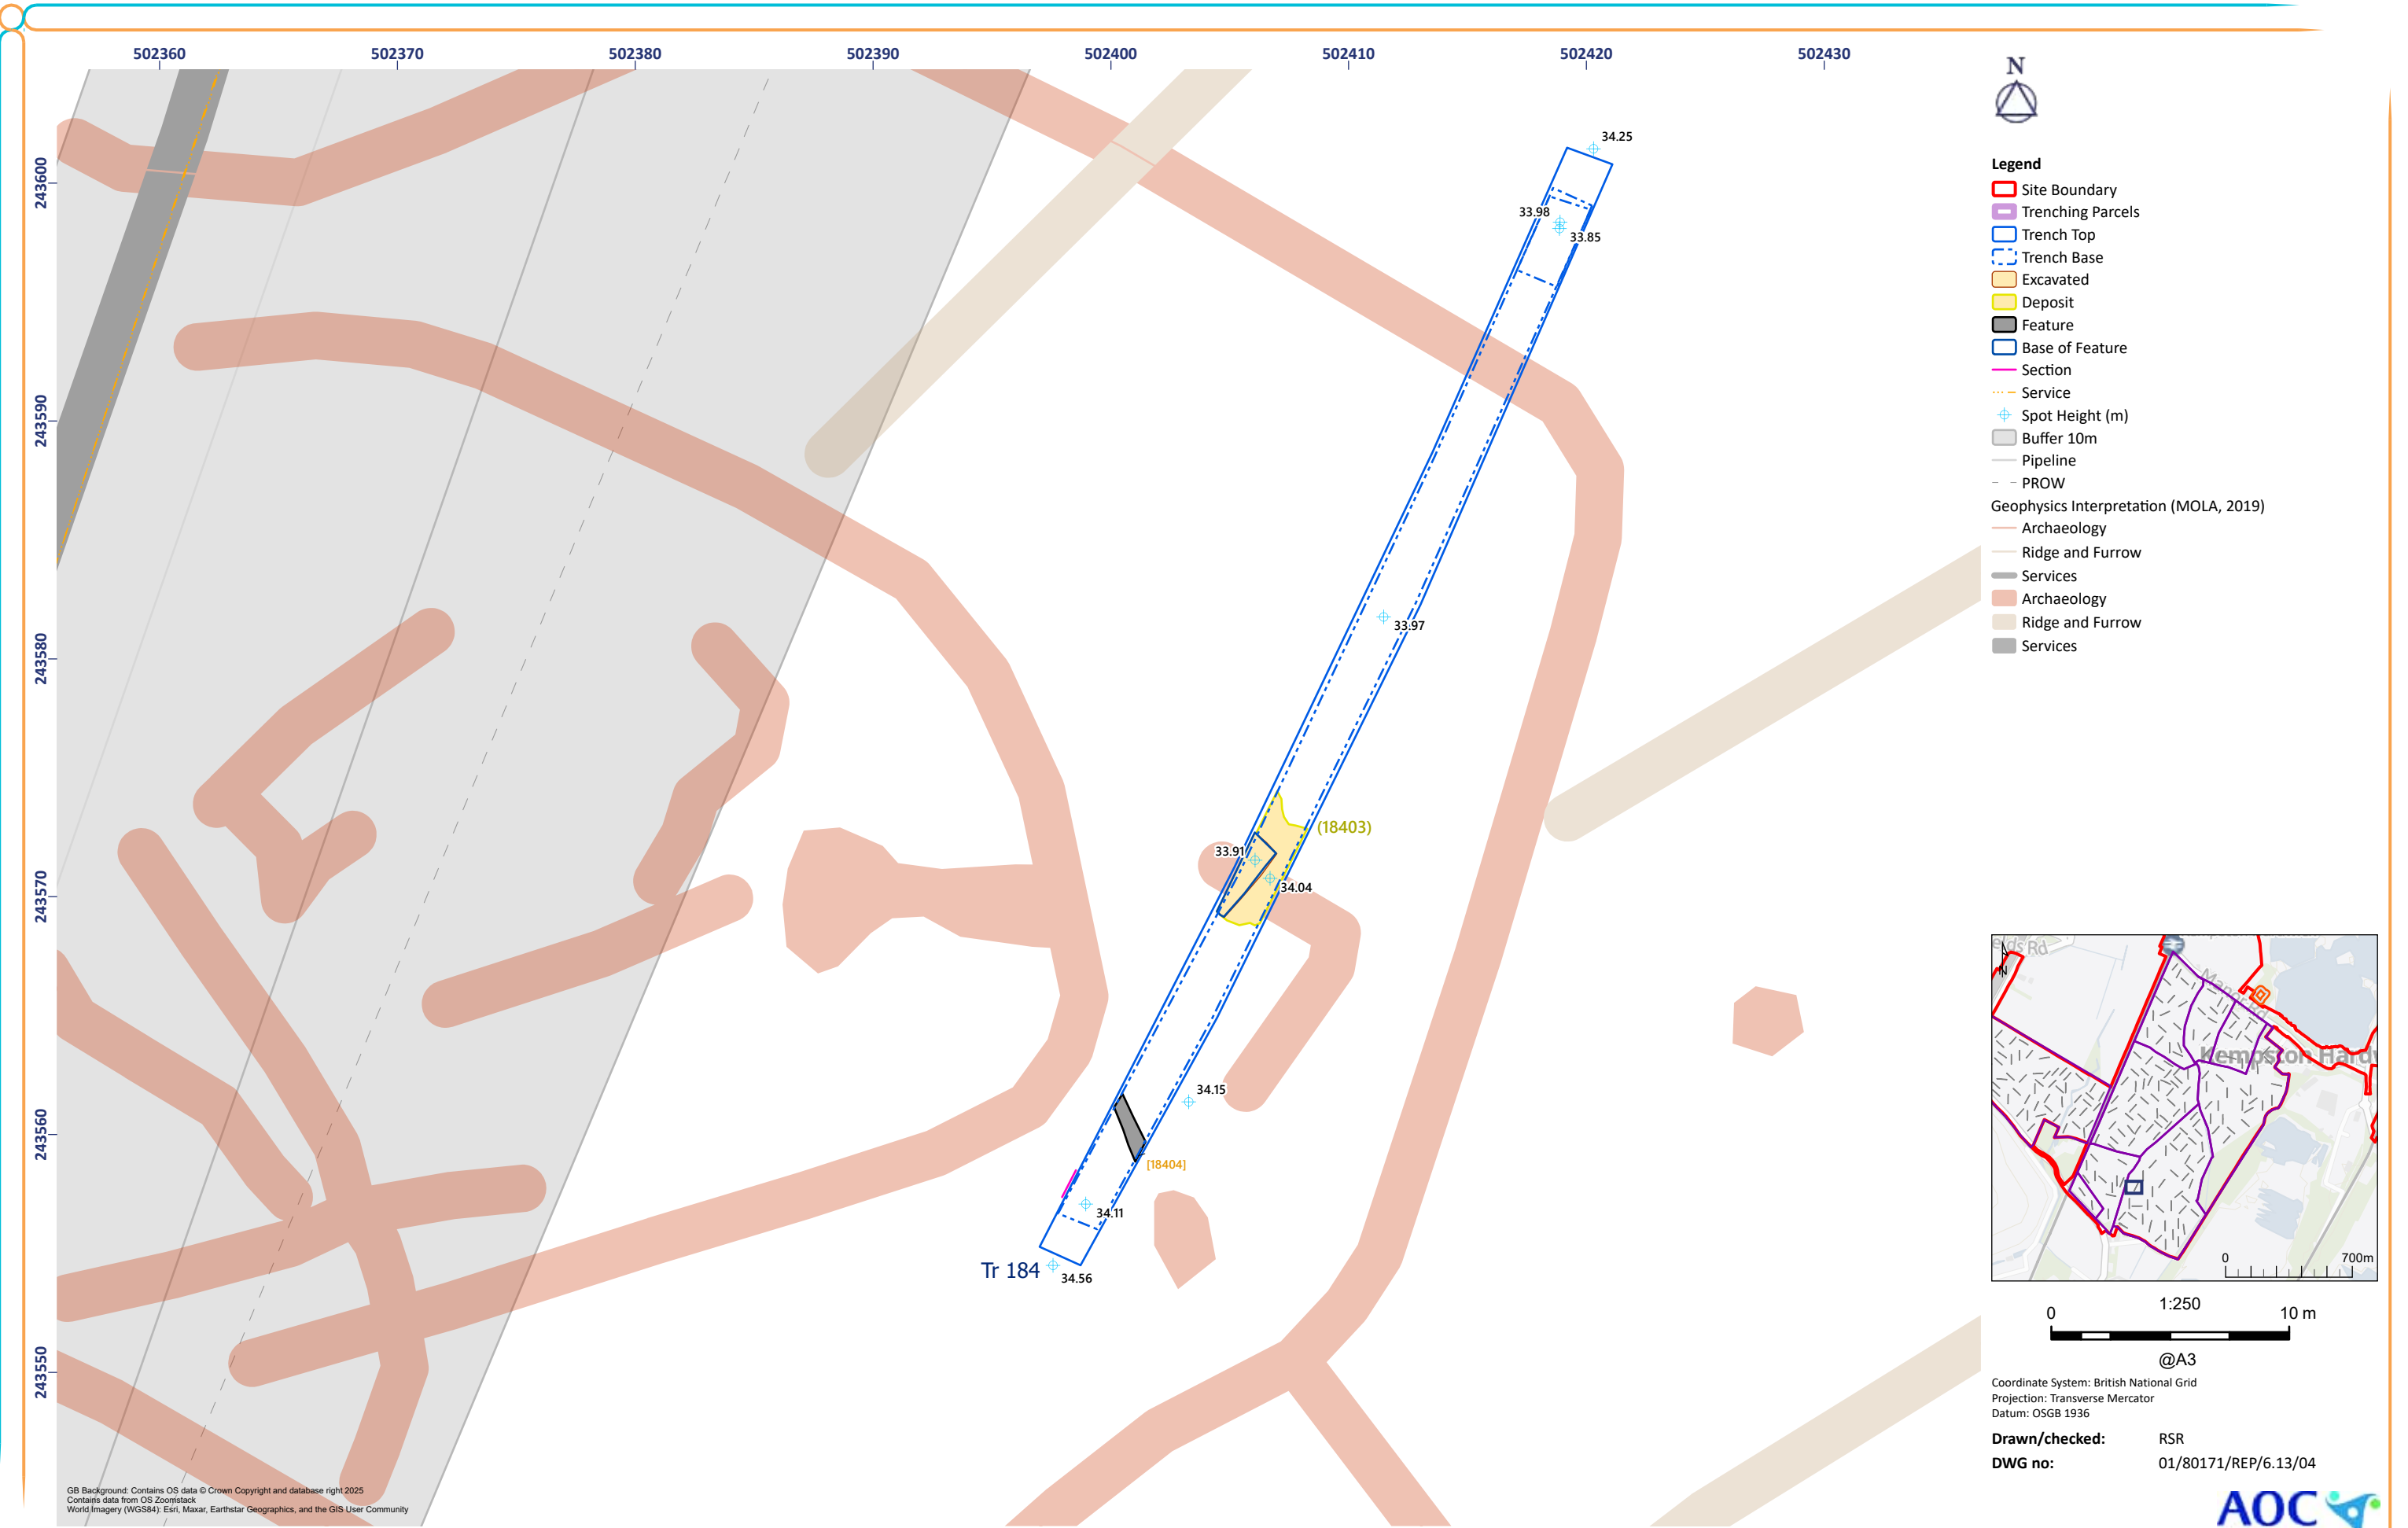 502360
502370
502380
502390
502400
502410
502420
502430
243600
243590
243580
243570
243560
243550
34.25
33.98
33.85
33.97
(18403)
33.91
34.04
34.15
[18404]
34.11
Tr 184
34.56
GB Background: Contains OS data © Crown Copyright and database right 2025
Contains data from OS Zoomstack
World Imagery (WGS84): Esri, Maxar, Earthstar Geographics, and the GIS User Community
N
Legend
Site Boundary
Trenching Parcels
Trench Top
Trench Base
Excavated
Deposit
Feature
Base of Feature
Section
Service
Spot Height (m)
Buffer 10m
Pipeline
PROW
Geophysics Interpretation (MOLA, 2019)
Archaeology
Ridge and Furrow
Services
Archaeology
Ridge and Furrow
Services
elds Rd
N
Manor Rd
Kempston Hardw
0 700m
1:250
0 10 m
@A3
Coordinate System: British National Grid
Projection: Transverse Mercator
Datum: OSGB 1936
Drawn/checked: RSR
DWG no: 01/80171/REP/6.13/04
AOC